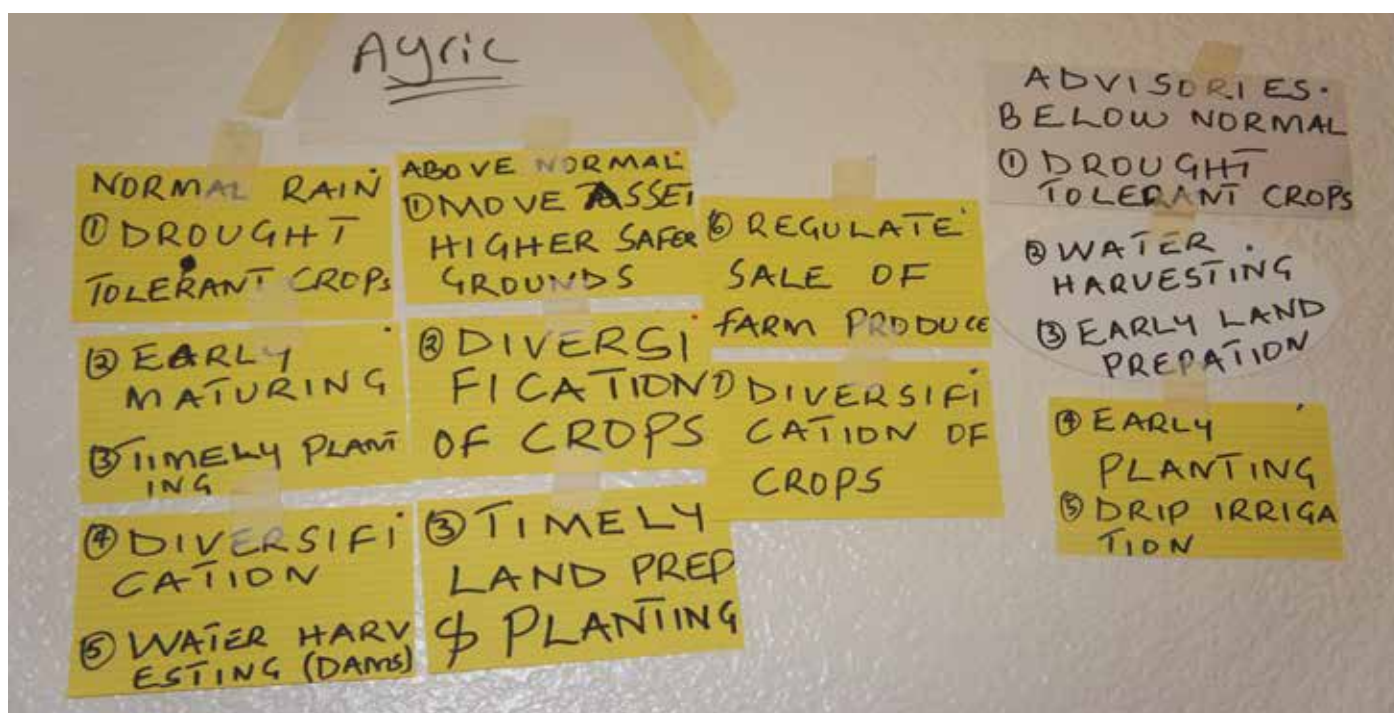 Agric
NORMAL RAIN
① DROUGHT
TOLERANT CROPS
② EARLY
MATURING
③ TIMELY PLANT
ING
④ DIVERSIFI
CATION
⑤ WATER HARV
ESTING (DAMS)
ABOVE NORMAL
① MOVE ASSET
HIGHER SAFER
GROUNDS
② DIVERSI
FICATION
OF CROPS
③ TIMELY
LAND PREP
$ PLANTING
⑥ REGULATE
SALE OF
FARM PRODUCE
⑦ DIVERSIFI
CATION OF
CROPS
ADVISORIES.
BELOW NORMAL
① DROUGHT
TOLERANT CROPS
② WATER .
HARVESTING
③ EARLY LAND
PREPATION
④ EARLY
PLANTING
⑤ DRIP IRRIGA
TION